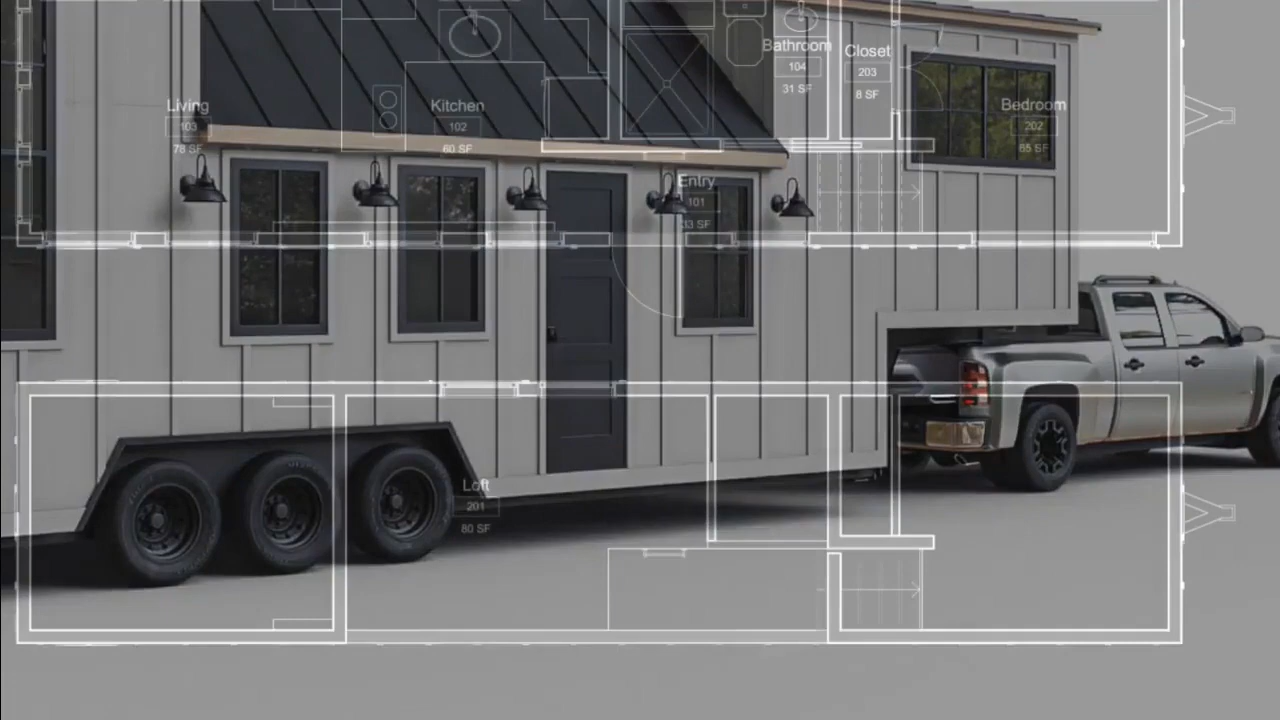 Living
103
78 SF
Kitchen
102
60 SF
Bathroom
104
31 SF
Closet
203
8 SF
Bedroom
202
65 SF
Entry
101
33 SF
Loft
201
80 SF